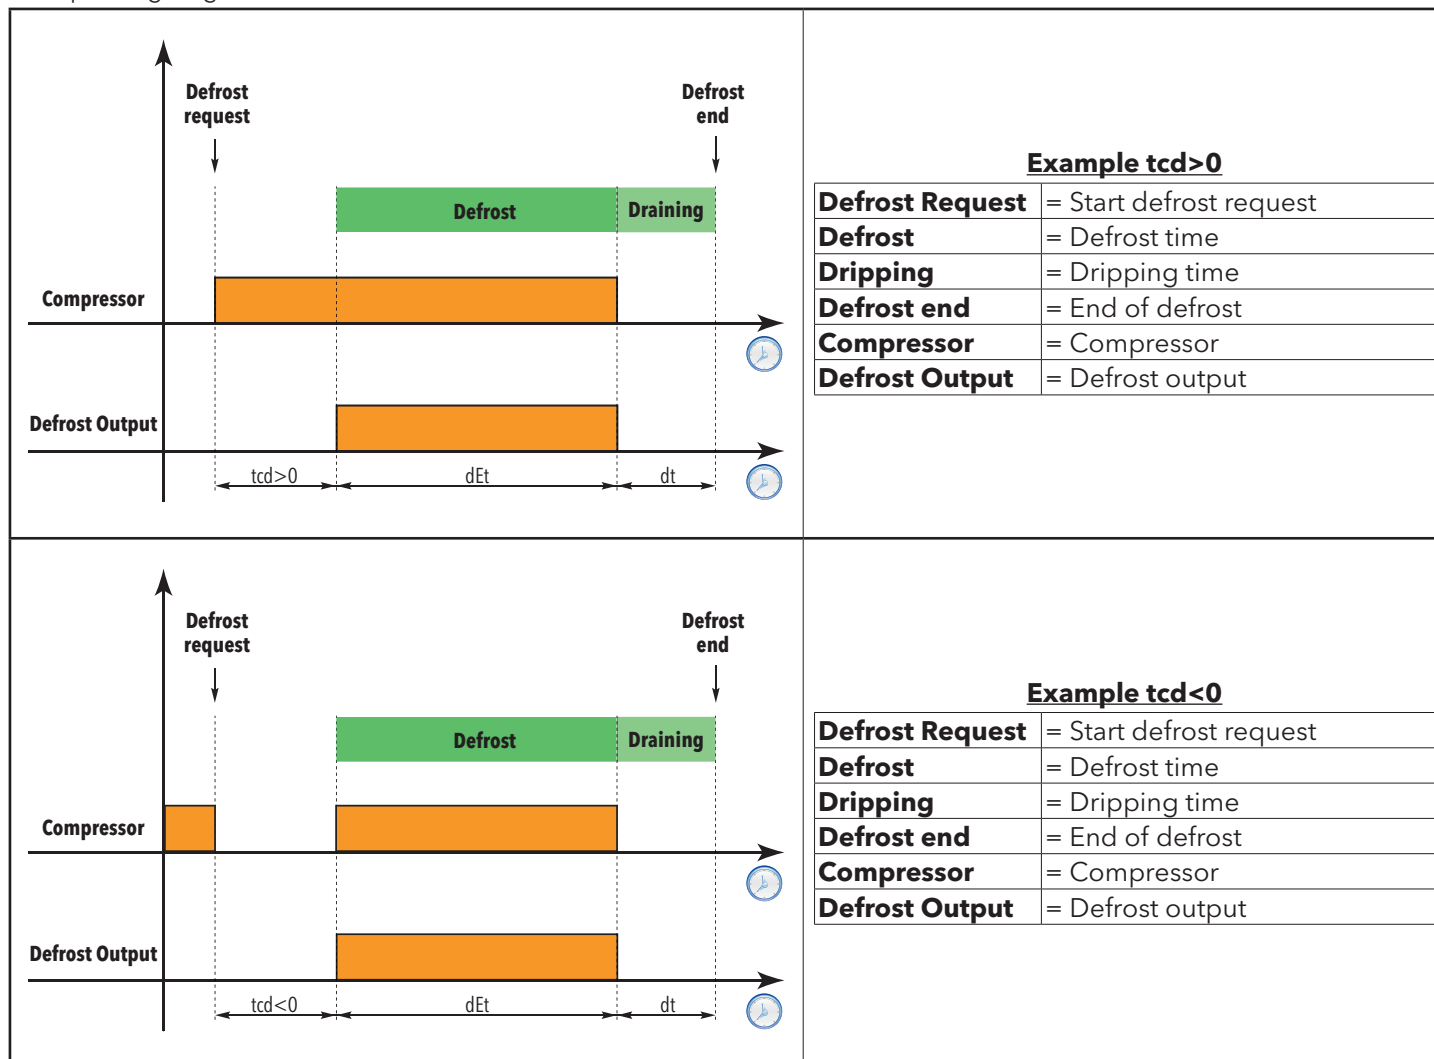 Defrost
request
Defrost
end
Defrost
Draining
Compressor
Defrost Output
tcd>0
dEt
dt
Example tcd>0
Defrost Request = Start defrost request
Defrost = Defrost time
Dripping = Dripping time
Defrost end = End of defrost
Compressor = Compressor
Defrost Output = Defrost output
Defrost
request
Defrost
end
Defrost
Draining
Compressor
Defrost Output
tcd<0
dEt
dt
Example tcd<0
Defrost Request = Start defrost request
Defrost = Defrost time
Dripping = Dripping time
Defrost end = End of defrost
Compressor = Compressor
Defrost Output = Defrost output